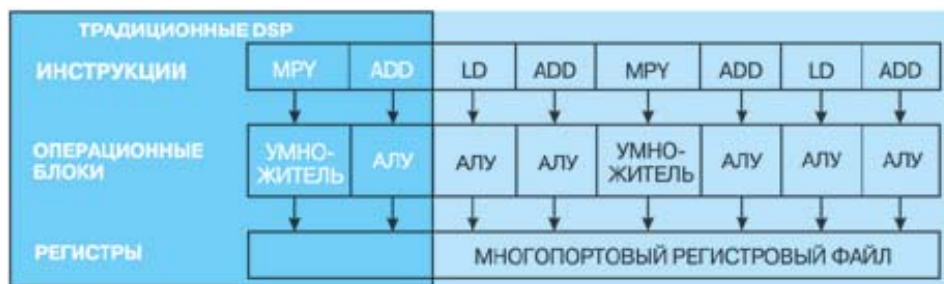 ТРАДИЦИОННЫЕ DSP
ИНСТРУКЦИИ MPY ADD LD ADD MPY ADD LD ADD
ОПЕРАЦИОННЫЕ
БЛОКИ
УМНО-
ЖИТЕЛЬ
АЛУ
АЛУ
АЛУ
УМНО-
ЖИТЕЛЬ
АЛУ
АЛУ
АЛУ
РЕГИСТРЫ МНОГОПОРТОВЫЙ РЕГИСТРОВЫЙ ФАЙЛ